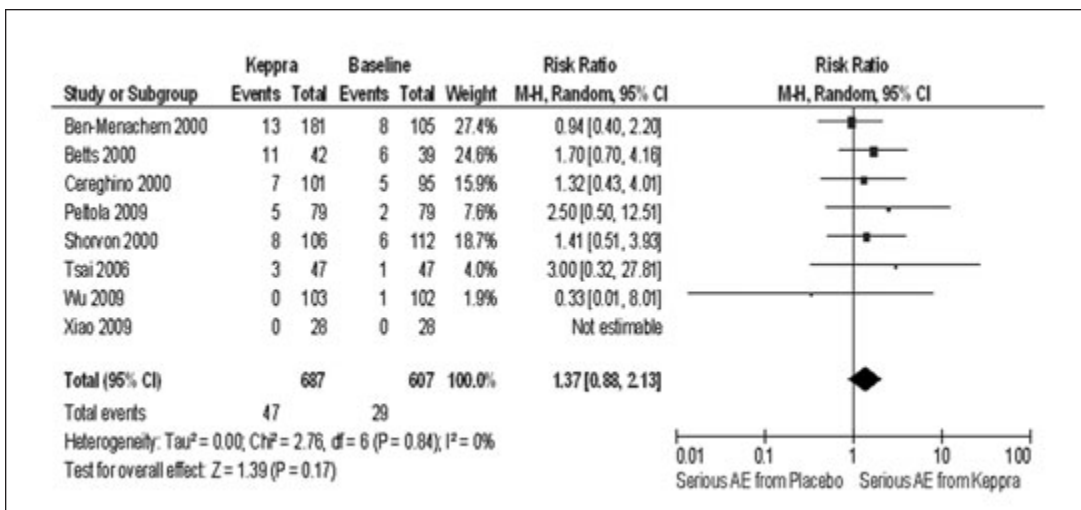 Keppra Baseline Risk Ratio Risk Ratio
Study or Subgroup Events Total Events Total Weight M-H, Random, 95% CI M-H, Random, 95% CI
Ben-Menachem 2000 13 181 8 105 27.4% 0.94 [0.40, 2.20]
Betts 2000 11 42 6 39 24.6% 1.70 [0.70, 4.16]
Cereghino 2000 7 101 5 95 15.9% 1.32 [0.43, 4.01]
Peltola 2009 5 79 2 79 7.6% 2.50 [0.50, 12.51]
Shorvon 2000 8 106 6 112 18.7% 1.41 [0.51, 3.93]
Tsai 2006 3 47 1 47 4.0% 3.00 [0.32, 27.81]
Wu 2009 0 103 1 102 1.9% 0.33 [0.01, 8.01]
Xiao 2009 0 28 0 28 Not estimable
Total (95% CI) 687 607 100.0% 1.37 [0.88, 2.13]
Total events 47 29
Heterogeneity: Tau² = 0.00; Chi² = 2.76, df = 6 (P = 0.84); I² = 0%
Test for overall effect: Z = 1.39 (P = 0.17)
0.01 0.1 1 10 100
Serious AE from Placebo Serious AE from Keppra